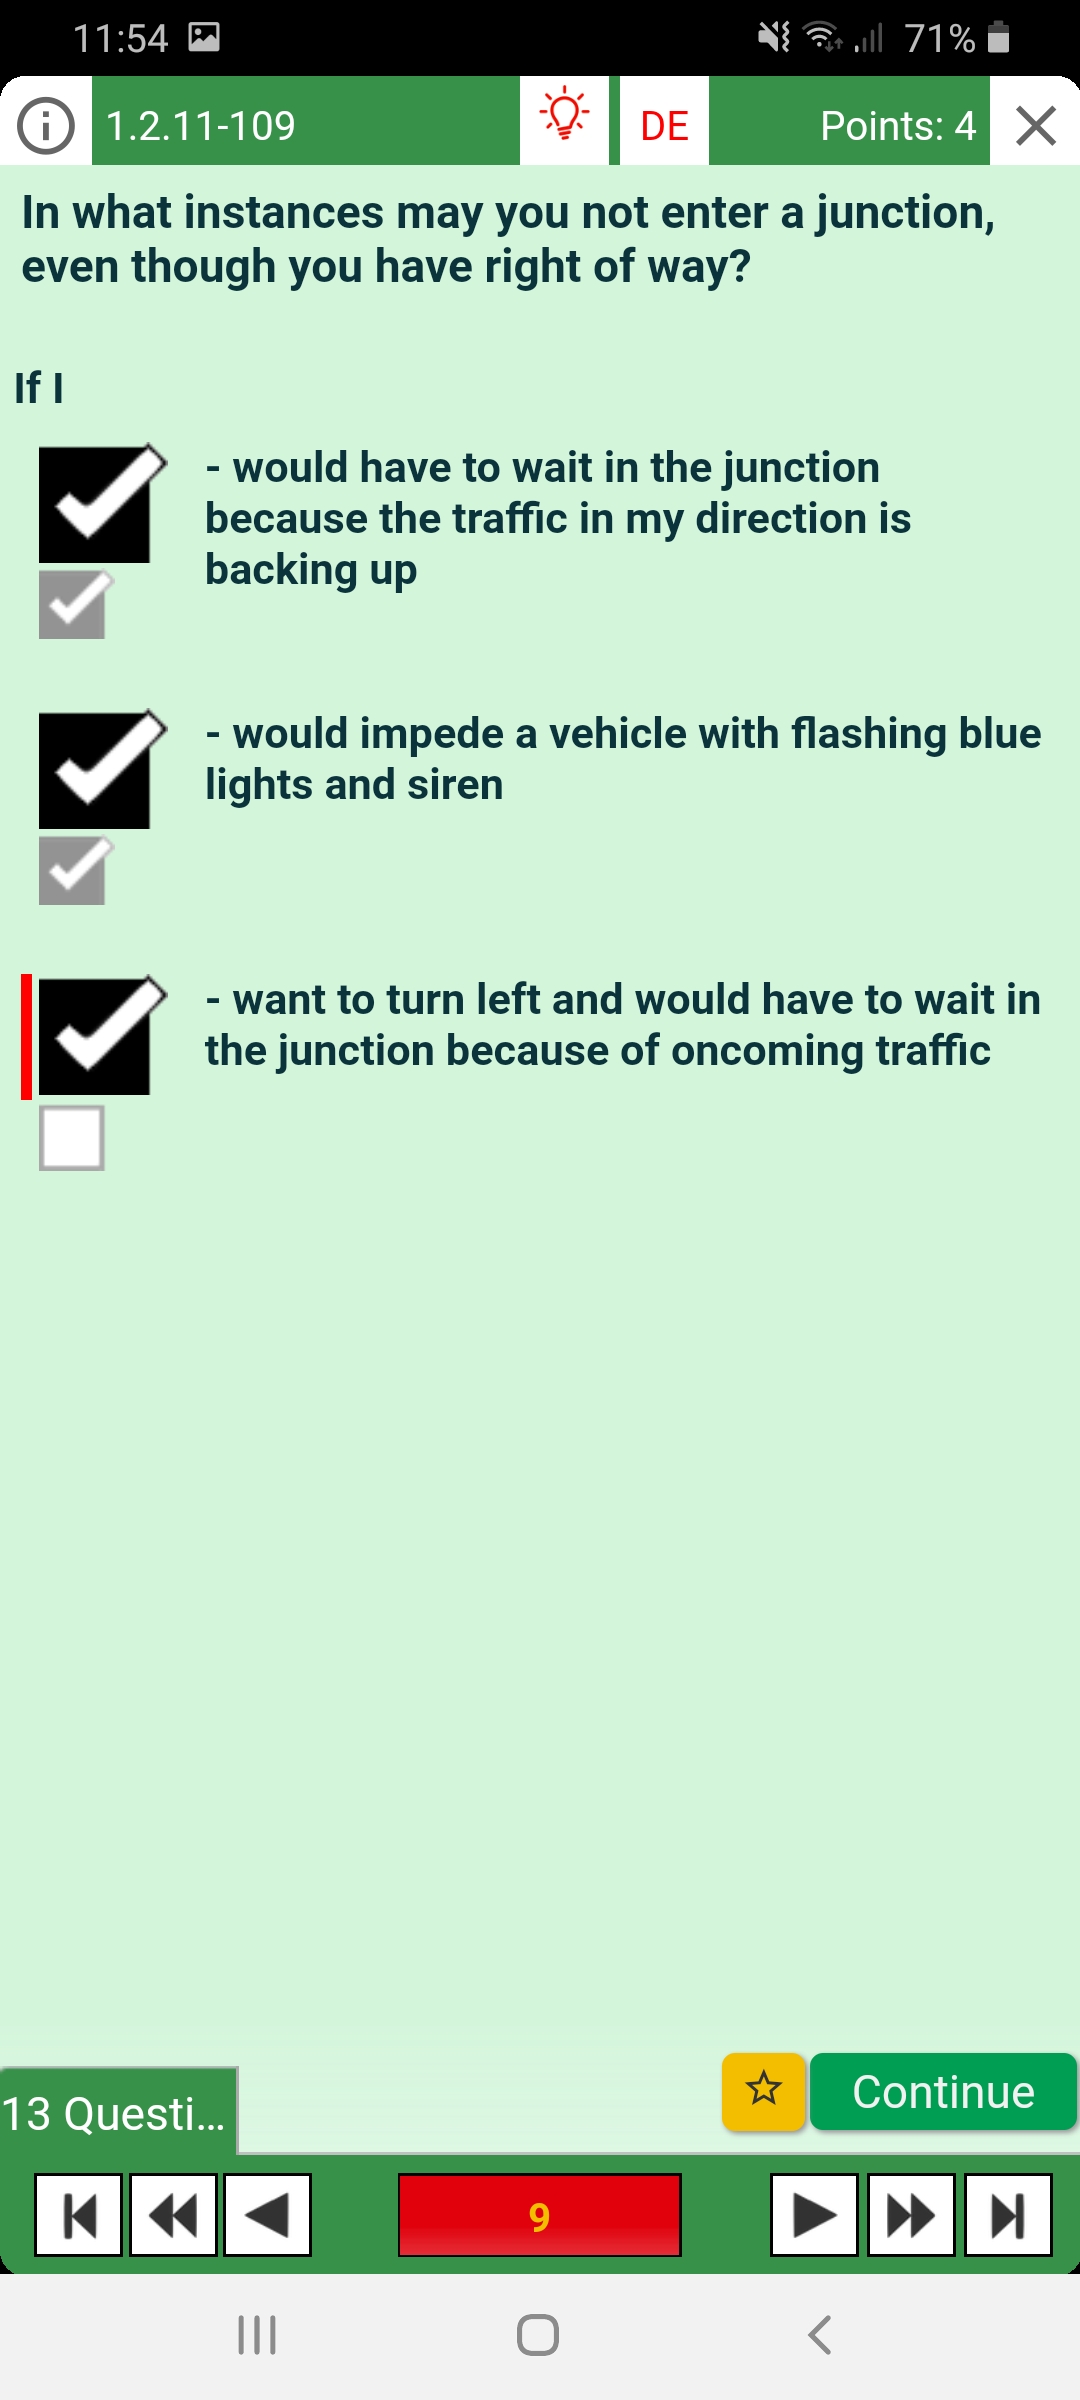 11:54
71%
1.2.11-109
DE
Points: 4
In what instances may you not enter a junction,
even though you have right of way?
If I
- would have to wait in the junction
because the traffic in my direction is
backing up
- would impede a vehicle with flashing blue
lights and siren
- want to turn left and would have to wait in
the junction because of oncoming traffic
Continue
13 Questi...
9